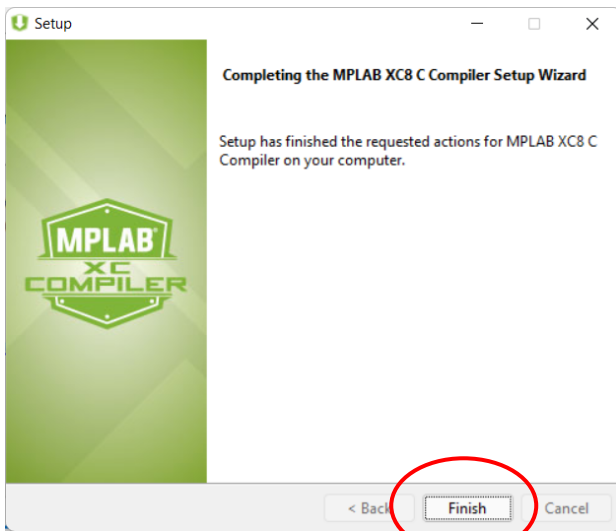 Setup
Completing the MPLAB XC8 C Compiler Setup Wizard
Setup has finished the requested actions for MPLAB XC8 C
Compiler on your computer.
MPLAB
XC
COMPILER
< Back Finish Cancel